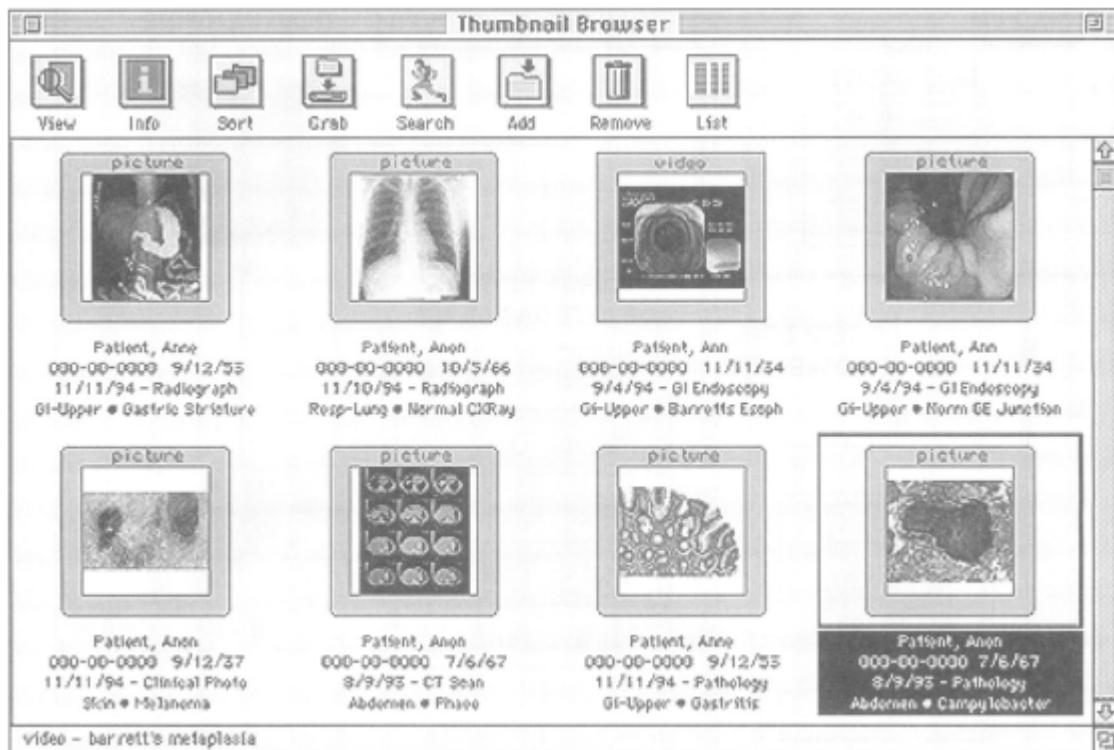 Thumbnail Browser
View Info Sort Grab Search Add Remove List
picture picture video picture
Patient, Anne Patient, Anon Patient, Ann Patient, Ann
000-00-0000 9/12/53 000-00-0000 10/5/66 000-00-0000 11/11/34 000-00-0000 11/11/34
11/11/94 - Radiograph 11/10/94 - Radiograph 9/4/94 - GI Endoscopy 9/4/94 - GI Endoscopy
GI-Upper • Gastric Stricture Resp-Lung • Normal CXRay GI-Upper • Barretts Esoph GI-Upper • Norm GE Junction
picture picture picture picture
Patient, Anon Patient, Anon Patient, Anne Patient, Anon
000-00-0000 9/12/37 000-00-0000 7/6/67 000-00-0000 9/12/53 000-00-0000 7/6/67
11/11/94 - Clinical Photo 8/9/93 - CT Scan 11/11/94 - Pathology 8/9/93 - Pathology
Skin • Melanoma Abdomen • Phaeo GI-Upper • Gastritis Abdomen • Campylobacter
video - barrett's metaplasia